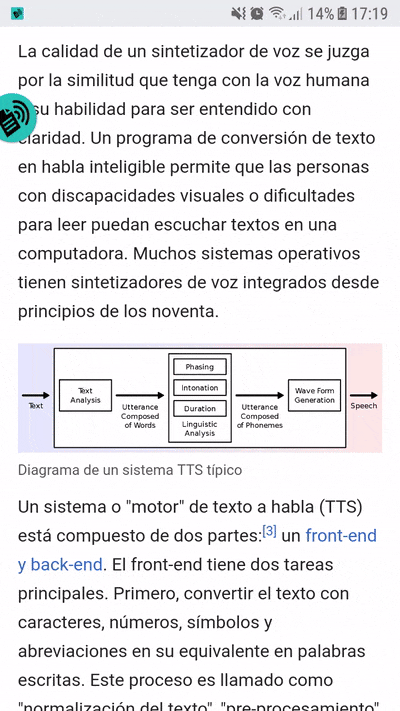 14% 17:19
La calidad de un sintetizador de voz se juzga
por la similitud que tenga con la voz humana
su habilidad para ser entendido con
claridad. Un programa de conversión de texto
en habla inteligible permite que las personas
con discapacidades visuales o dificultades
para leer puedan escuchar textos en una
computadora. Muchos sistemas operativos
tienen sintetizadores de voz integrados desde
principios de los noventa.
Text
Text
Analysis
Utterance
Composed
of Words
Phasing
Intonation
Duration
Linguistic
Analysis
Utterance
Composed
of Phonemes
Wave Form
Generation
Speech
Diagrama de un sistema TTS típico
Un sistema o "motor" de texto a habla (TTS)
está compuesto de dos partes:[3] un front-end
y back-end. El front-end tiene dos tareas
principales. Primero, convertir el texto con
caracteres, números, símbolos y
abreviaciones en su equivalente en palabras
escritas. Este proceso es llamado como
"normalización del texto", "pre-procesamiento"